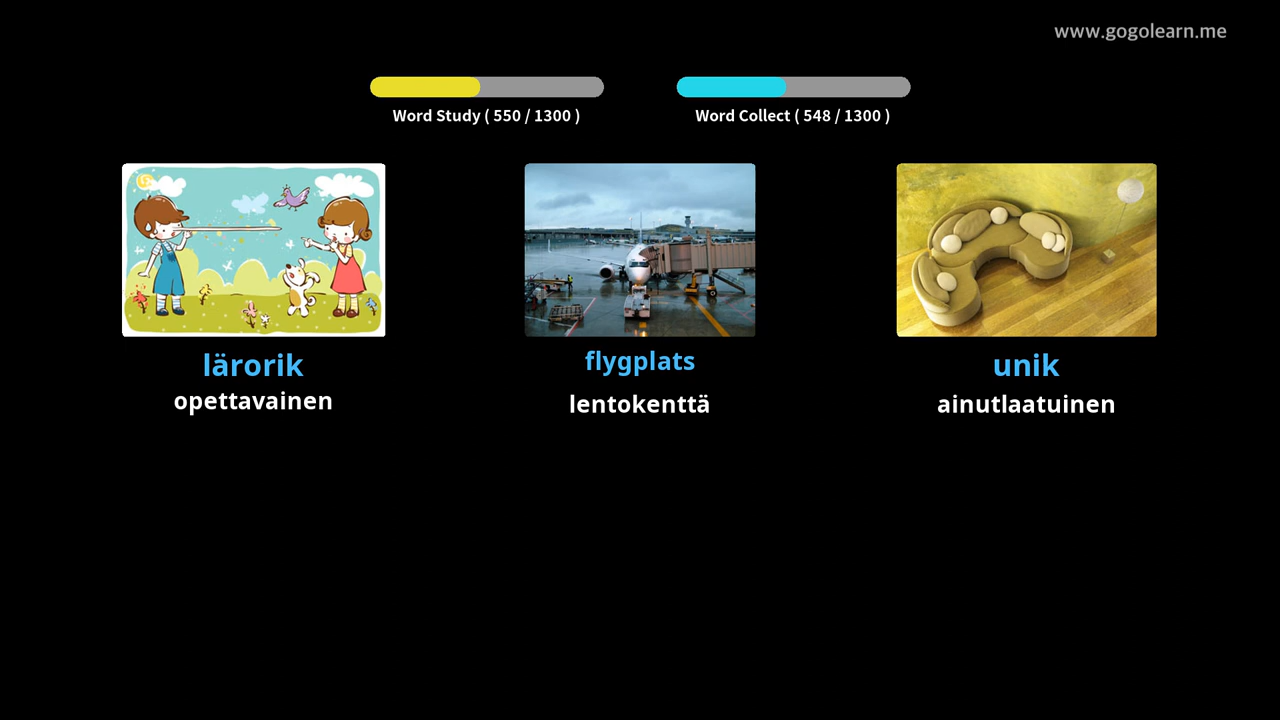 www.gogolearn.me
Word Study ( 550 / 1300 )
Word Collect ( 548 / 1300 )
lärorik
opettavainen
flygplats
lentokenttä
unik
ainutlaatuinen